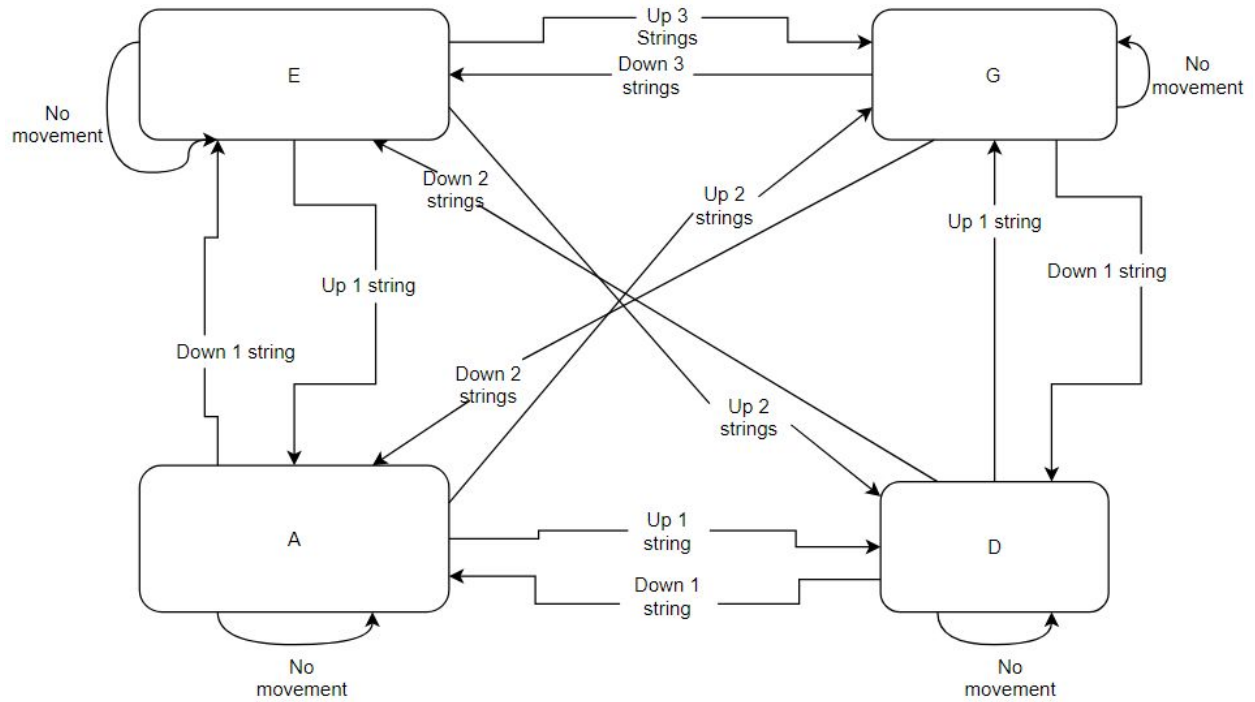 Up 3
Strings
E
G
Down 3
strings
No
movement
No
movement
Down 2
strings
Up 2
strings
Up 1 string
Down 1 string
Up 1 string
Down 1 string
Down 2
strings
Up 2
strings
Up 1
string
A
D
Down 1
string
No
movement
No
movement